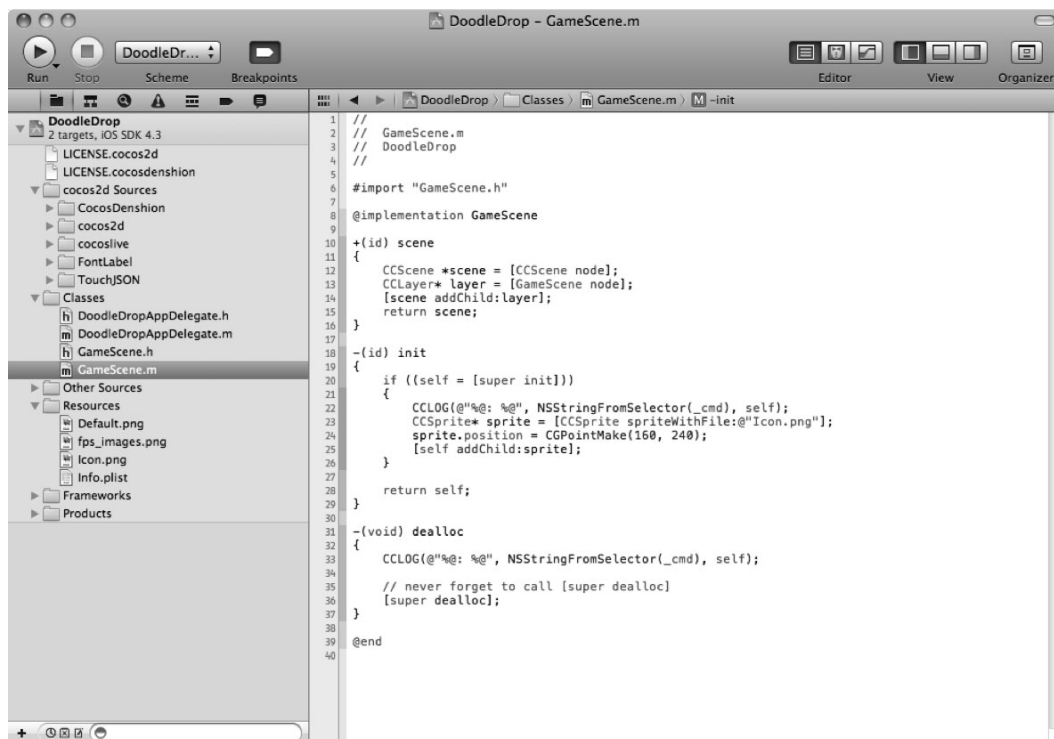 DoodleDrop – GameScene.m
DoodleDr...
Run Stop Scheme Breakpoints Editor View Organizer
DoodleDrop
2 targets, iOS SDK 4.3
LICENSE.cocos2d
LICENSE.cocosdenshion
cocos2d Sources
CocosDenshion
cocos2d
cocoslive
FontLabel
TouchJSON
Classes
h DoodleDropAppDelegate.h
m DoodleDropAppDelegate.m
h GameScene.h
m GameScene.m
Other Sources
Resources
Default.png
fps_images.png
Icon.png
Info.plist
Frameworks
Products
DoodleDrop Classes m GameScene.m M -init
1 //
2 //  GameScene.m
3 //  DoodleDrop
4 //
5
6 #import "GameScene.h"
7
8 @implementation GameScene
9
10 +(id) scene
11 {
12     CCScene *scene = [CCScene node];
13     CCLayer* layer = [GameScene node];
14     [scene addChild:layer];
15     return scene;
16 }
17
18 -(id) init
19 {
20     if ((self = [super init]))
21     {
22         CCLOG(@"%@: %@", NSStringFromSelector(_cmd), self);
23         CCSprite* sprite = [CCSprite spriteWithFile:@"Icon.png"];
24         sprite.position = CGPointMake(160, 240);
25         [self addChild:sprite];
26     }
27
28     return self;
29 }
30
31 -(void) dealloc
32 {
33     CCLOG(@"%@: %@", NSStringFromSelector(_cmd), self);
34
35     // never forget to call [super dealloc]
36     [super dealloc];
37 }
38
39 @end
40